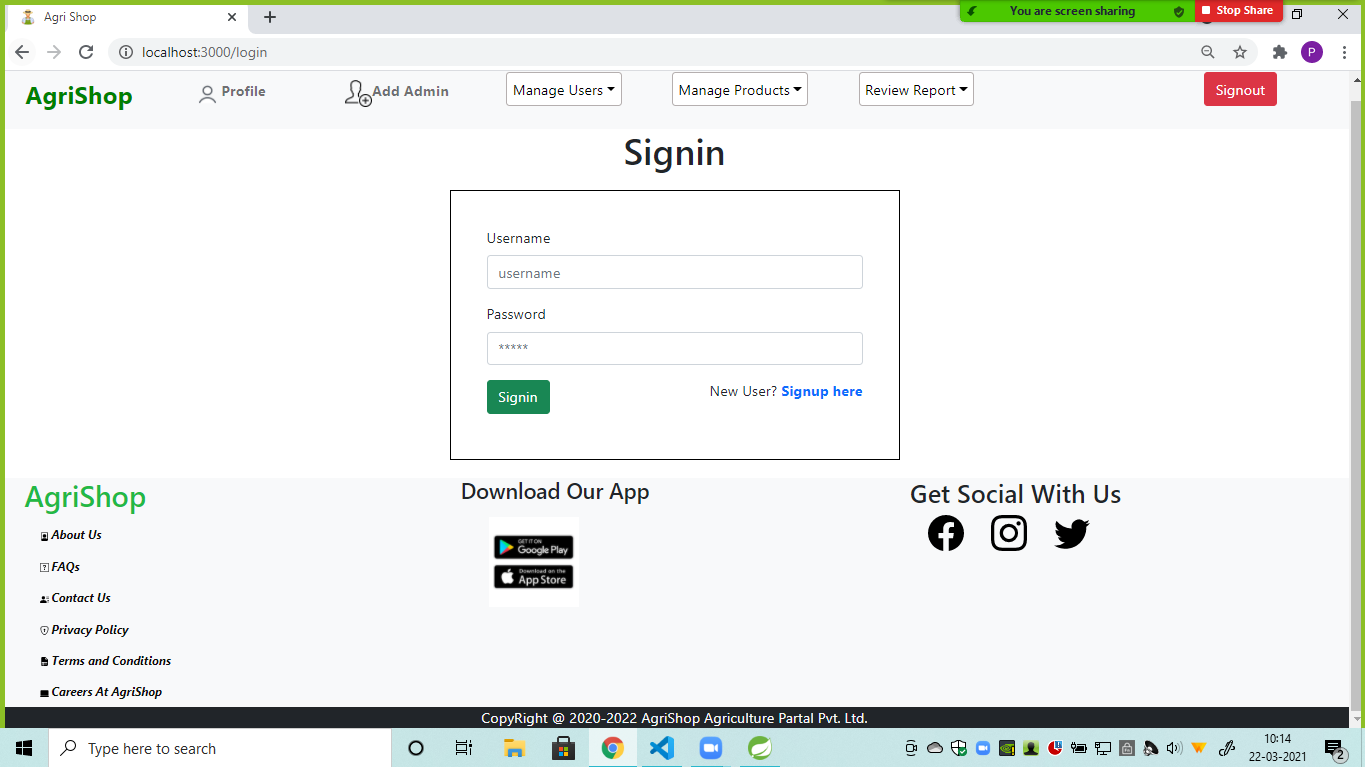 Agri Shop
You are screen sharing
Stop Share
localhost:3000/login
P
AgriShop
Profile
Add Admin
Manage Users
Manage Products
Review Report
Signout
Signin
Username
username
Password
*****
Signin
New User? Signup here
AgriShop
About Us
FAQs
Contact Us
Privacy Policy
Terms and Conditions
Careers At AgriShop
Download Our App
GET IT ON
Google Play
Download on the
App Store
Get Social With Us
CopyRight @ 2020-2022 AgriShop Agriculture Partal Pvt. Ltd.
Type here to search
10:14
22-03-2021
2